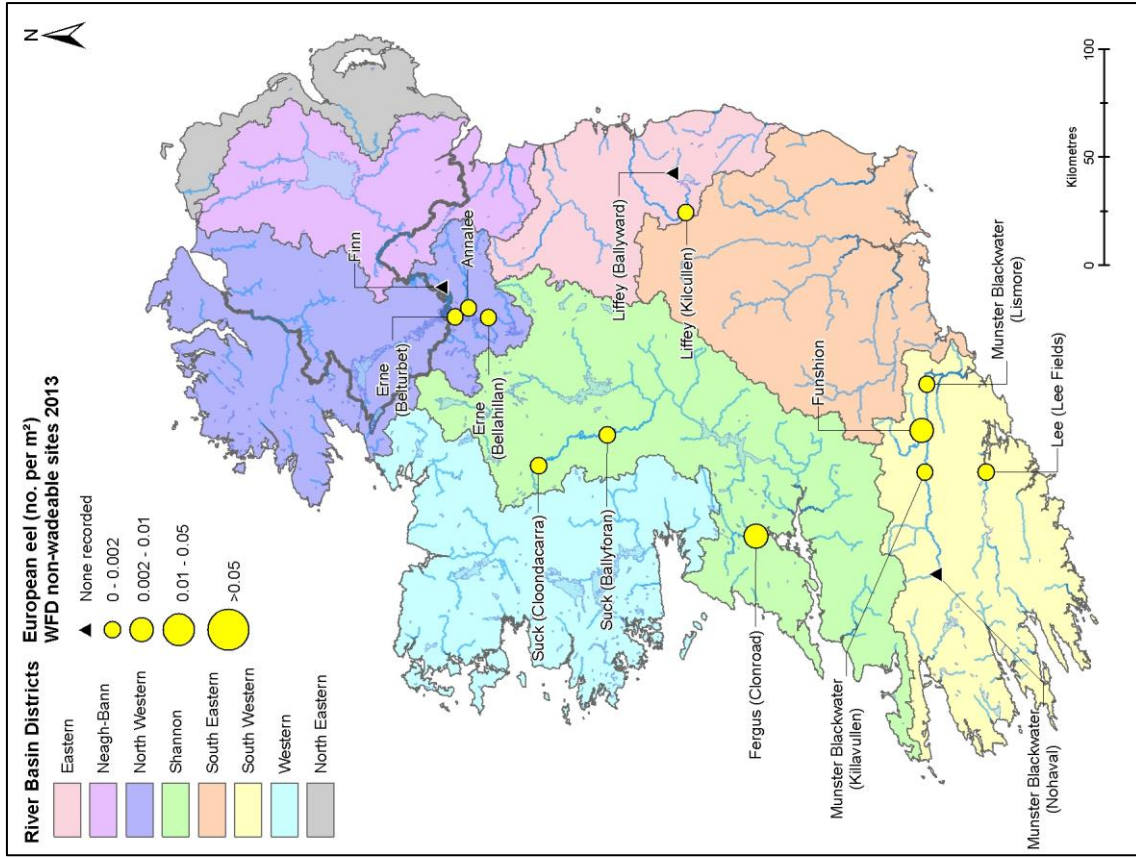 River Basin Districts
Eastern
Neagh-Bann
North Western
Shannon
South Eastern
South Western
Western
North Eastern
European eel (no. per m²)
WFD non-wadeable sites 2013
None recorded
0 - 0.002
0.002 - 0.01
0.01 - 0.05
>0.05
N
Finn
Annalee
Erne
(Belturbet)
Erne
(Bellahillan)
Suck (Cloondacarra)
Suck (Ballyforan)
Liffey (Ballyward)
Liffey (Kilcullen)
Fergus (Clonroad)
Funshion
Munster Blackwater
(Killavullen)
Munster Blackwater
(Nohaval)
Munster Blackwater
(Lismore)
Lee (Lee Fields)
0
50
100
Kilometres